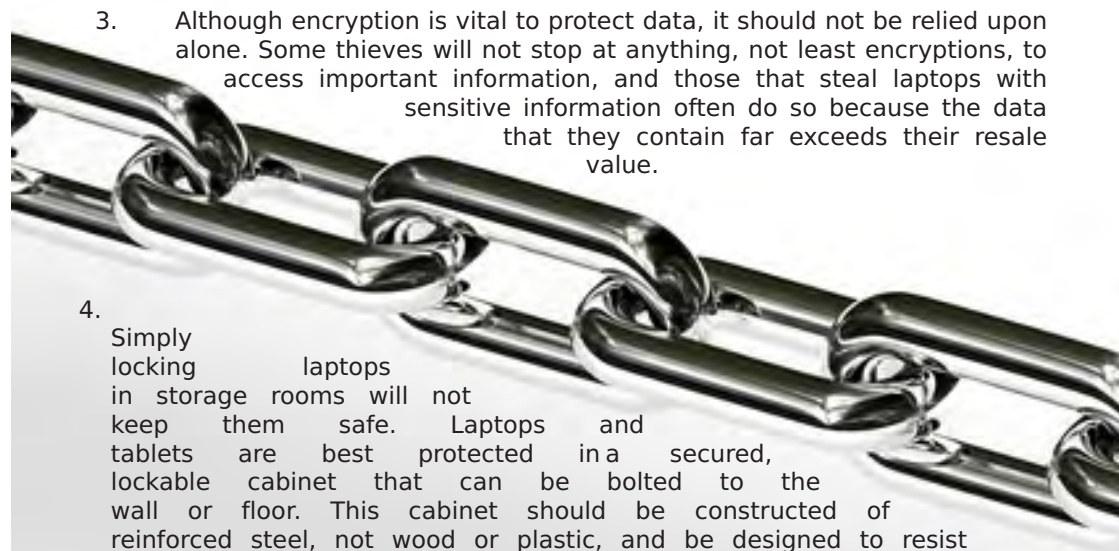 3. Although encryption is vital to protect data, it should not be relied upon
alone. Some thieves will not stop at anything, not least encryptions, to
access important information, and those that steal laptops with
sensitive information often do so because the data
that they contain far exceeds their resale
value.
4.
Simply
locking laptops
in storage rooms will not
keep them safe. Laptops and
tablets are best protected in a secured,
lockable cabinet that can be bolted to the
wall or floor. This cabinet should be constructed of
reinforced steel, not wood or plastic, and be designed to resist